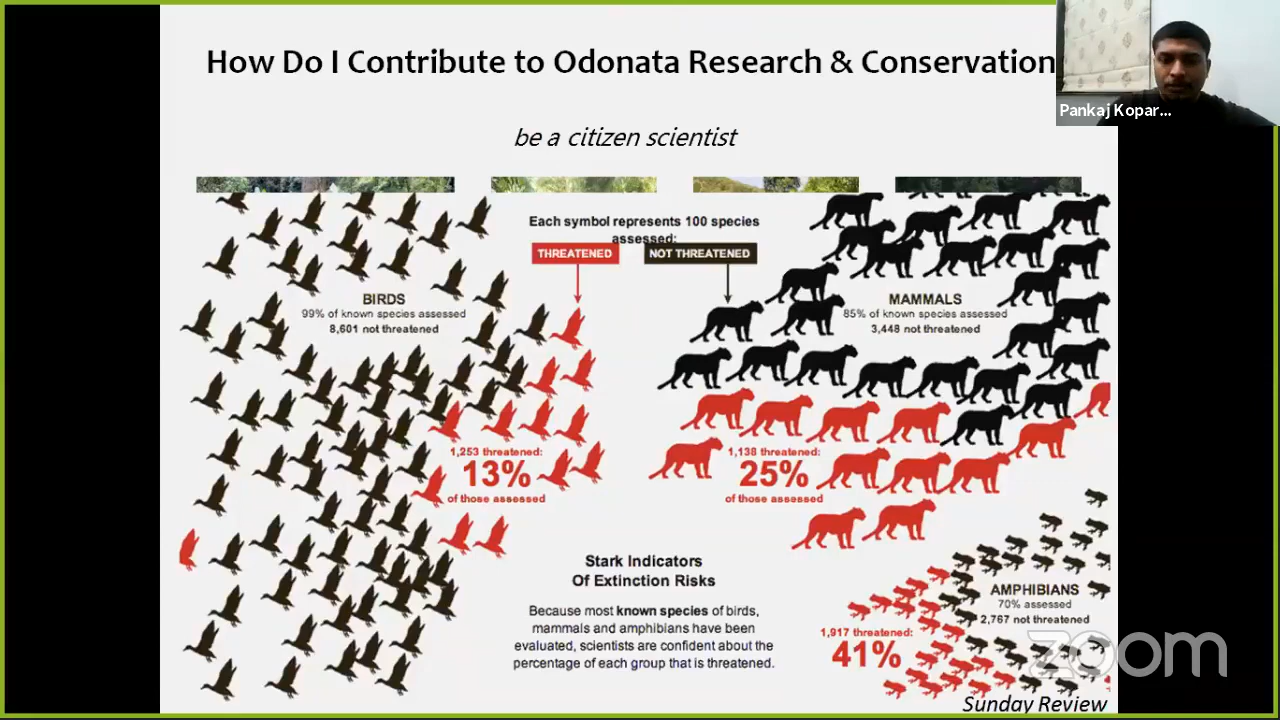 How Do I Contribute to Odonata Research & Conservation
Pankaj Kopar...
be a citizen scientist
Each symbol represents 100 species
assessed:
THREATENED
NOT THREATENED
BIRDS
99% of known species assessed
8,601 not threatened
MAMMALS
85% of known species assessed
3,448 not threatened
1,253 threatened:
13%
of those assessed
1,138 threatened:
25%
of those assessed
Stark Indicators
Of Extinction Risks
Because most known species of birds,
mammals and amphibians have been
evaluated, scientists are confident about the
percentage of each group that is threatened.
AMPHIBIANS
70% assessed
2,767 not threatened
1,917 threatened:
41%
zoom
Sunday Review